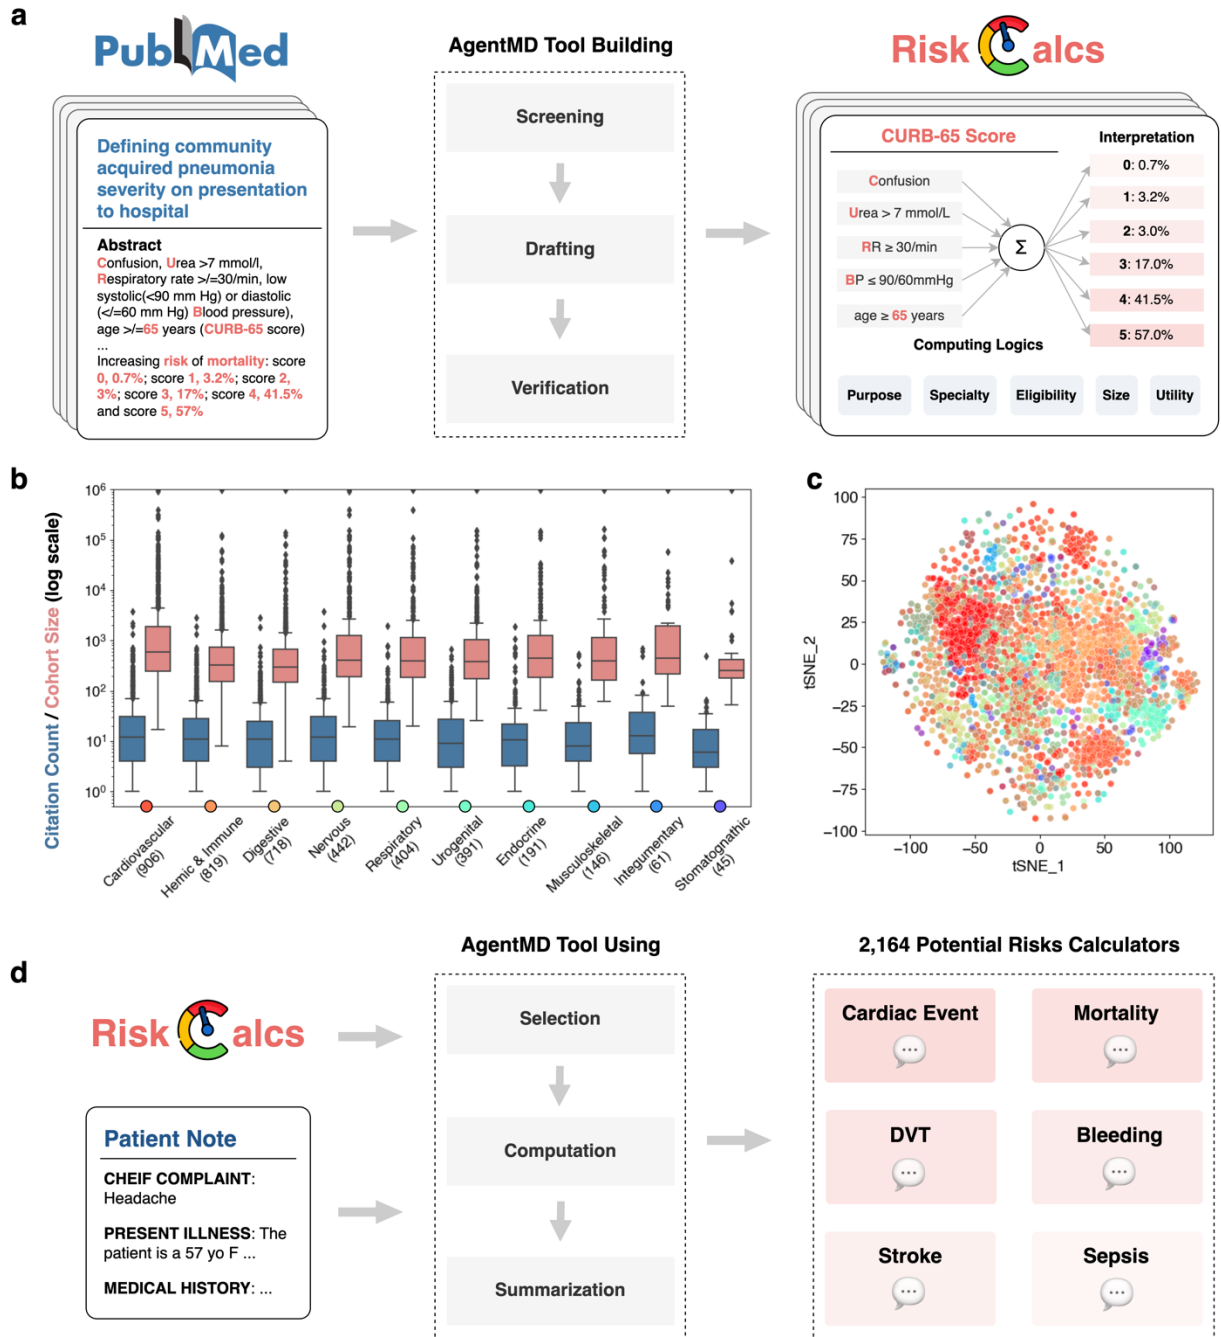 a
PubMed
AgentMD Tool Building
Risk Calcs
Defining community
acquired pneumonia
severity on presentation
to hospital
Abstract
Confusion, Urea >7 mmol/l,
Respiratory rate >/=30/min, low
systolic(<90 mm Hg) or diastolic
(</=60 mm Hg) Blood pressure),
age >/=65 years (CURB-65 score)
...
Increasing risk of mortality: score
0, 0.7%; score 1, 3.2%; score 2,
3%; score 3, 17%; score 4, 41.5%
and score 5, 57%
Screening
Drafting
Verification
CURB-65 Score
Confusion
Urea > 7 mmol/L
RR ≥ 30/min
BP ≤ 90/60mmHg
age ≥ 65 years
Σ
Computing Logics
Interpretation
0: 0.7%
1: 3.2%
2: 3.0%
3: 17.0%
4: 41.5%
5: 57.0%
Purpose
Specialty
Eligibility
Size
Utility
b
Citation Count / Cohort Size (log scale)
10⁶
10⁵
10⁴
10³
10²
10¹
10⁰
Cardiovascular
(906)
Hemic & Immune
(819)
Digestive
(718)
Nervous
(442)
Respiratory
(404)
Urogenital
(391)
Endocrine
(191)
Musculoskeletal
(146)
Integumentary
(61)
Stomatognathic
(45)
c
tSNE_2
100
75
50
25
0
−25
−50
−75
−100
−100
−50
0
50
100
tSNE_1
d
AgentMD Tool Using
2,164 Potential Risks Calculators
Risk Calcs
Patient Note
CHEIF COMPLAINT:
Headache
PRESENT ILLNESS: The
patient is a 57 yo F ...
MEDICAL HISTORY: ...
Selection
Computation
Summarization
Cardiac Event
Mortality
DVT
Bleeding
Stroke
Sepsis